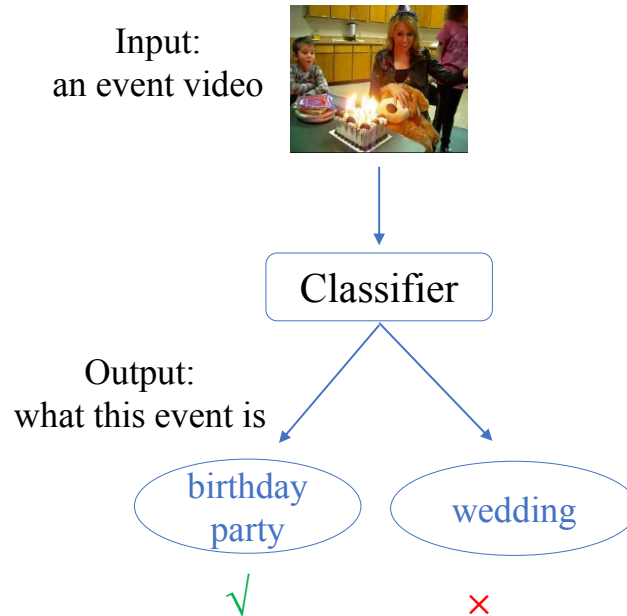 Input:
an event video
Classifier
Output:
what this event is
birthday
party
wedding
√
×